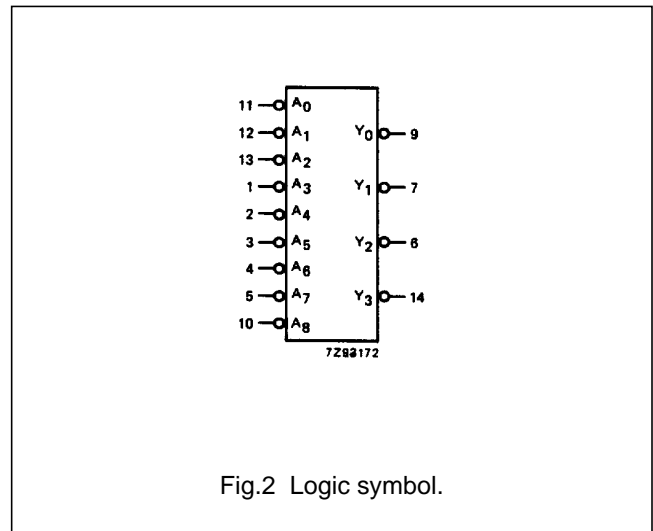 11 A0
12 A1 Y0 9
13 A2
1 A3 Y1 7
2 A4
3 A5 Y2 6
4 A6
5 A7 Y3 14
10 A8
7Z93172
Fig.2 Logic symbol.